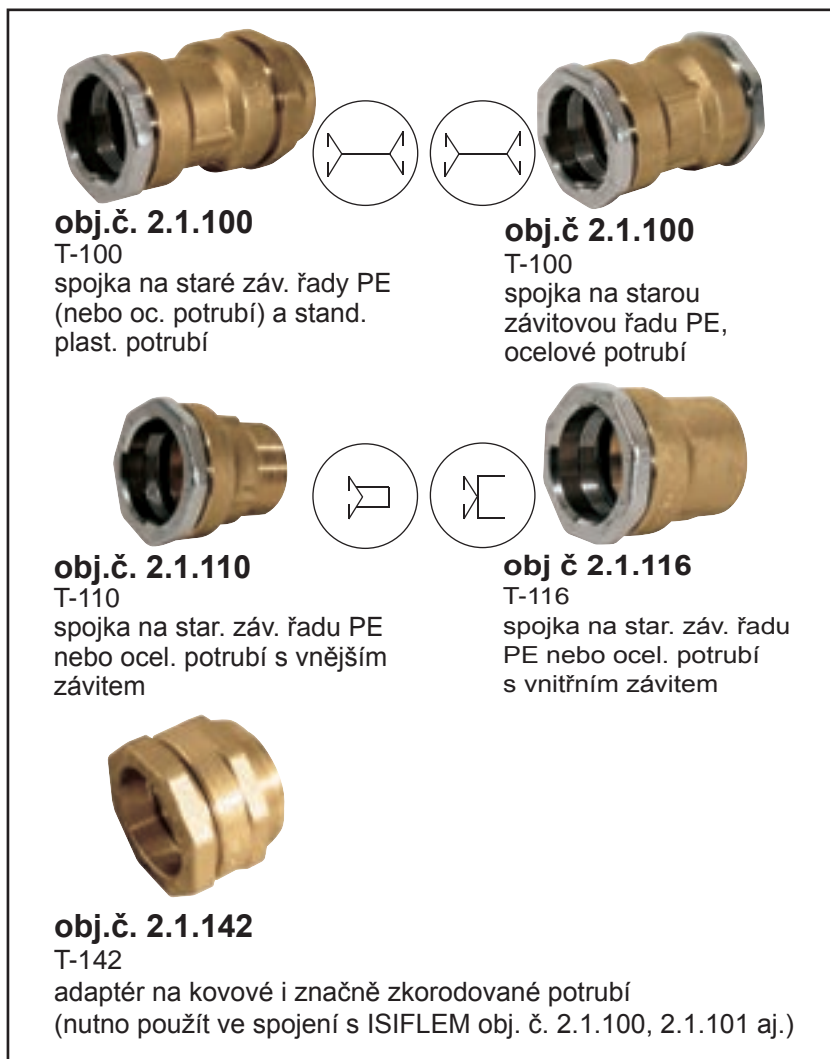 obj.č. 2.1.100
T-100
spojka na staré záv. řady PE
(nebo oc. potrubí) a stand.
plast. potrubí
obj.č 2.1.100
T-100
spojka na starou
závitovou řadu PE,
ocelové potrubí
obj.č. 2.1.110
T-110
spojka na star. záv. řadu PE
nebo ocel. potrubí s vnějším
závitem
obj č 2.1.116
T-116
spojka na star. záv. řadu
PE nebo ocel. potrubí
s vnitřním závitem
obj.č. 2.1.142
T-142
adaptér na kovové i značně zkorodované potrubí
(nutno použít ve spojení s ISIFLEM obj. č. 2.1.100, 2.1.101 aj.)